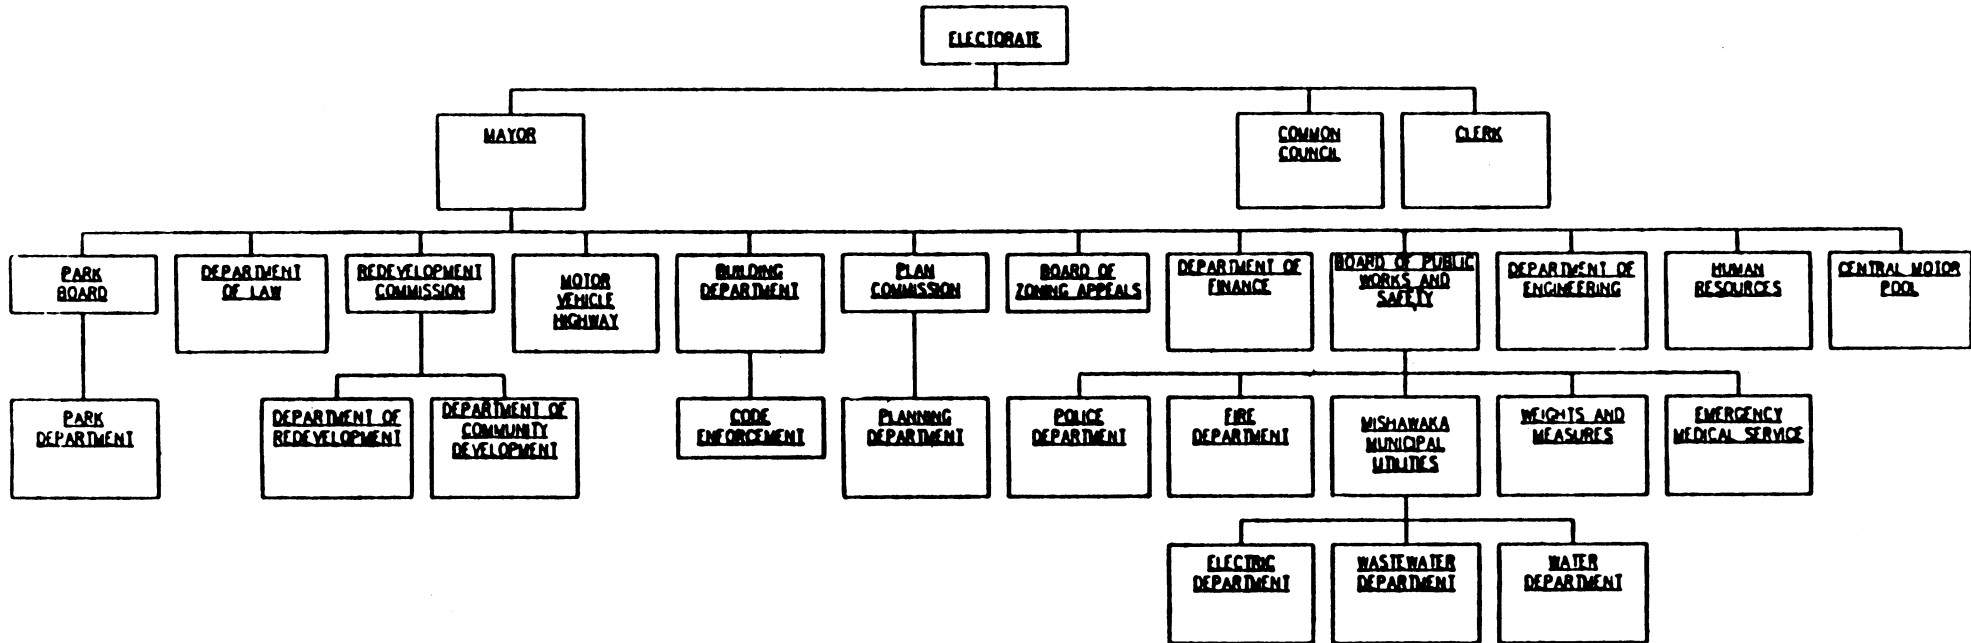 ELECTORATE
MAYOR
COMMON
COUNCIL
CLERK
PARK
BOARD
DEPARTMENT
OF LAW
REDEVELOPMENT
COMMISSION
MOTOR
VEHICLE
HIGHWAY
BUILDING
DEPARTMENT
PLAN
COMMISSION
BOARD OF
ZONING APPEALS
DEPARTMENT OF
FINANCE
BOARD OF PUBLIC
WORKS AND
SAFETY
DEPARTMENT OF
ENGINEERING
HUMAN
RESOURCES
CENTRAL MOTOR
POOL
PARK
DEPARTMENT
DEPARTMENT OF
REDEVELOPMENT
DEPARTMENT OF
COMMUNITY
DEVELOPMENT
CODE
ENFORCEMENT
PLANNING
DEPARTMENT
POLICE
DEPARTMENT
FIRE
DEPARTMENT
MISHAWAKA
MUNICIPAL
UTILITIES
WEIGHTS AND
MEASURES
EMERGENCY
MEDICAL SERVICE
ELECTRIC
DEPARTMENT
WASTEWATER
DEPARTMENT
WATER
DEPARTMENT